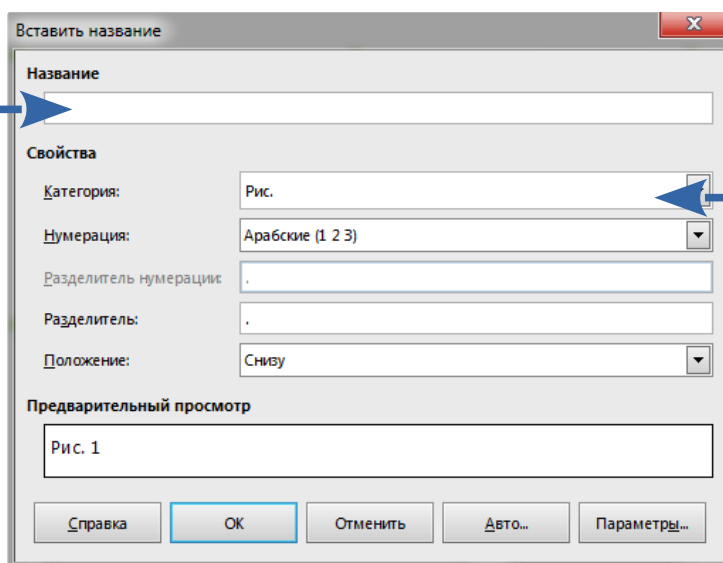 Вставить название
Название
Свойства
Категория: Рис.
Нумерация: Арабские (1 2 3)
Разделитель нумерации: .
Разделитель: .
Положение: Снизу
Предварительный просмотр
Рис. 1
Справка ОК Отменить Авто... Параметры...